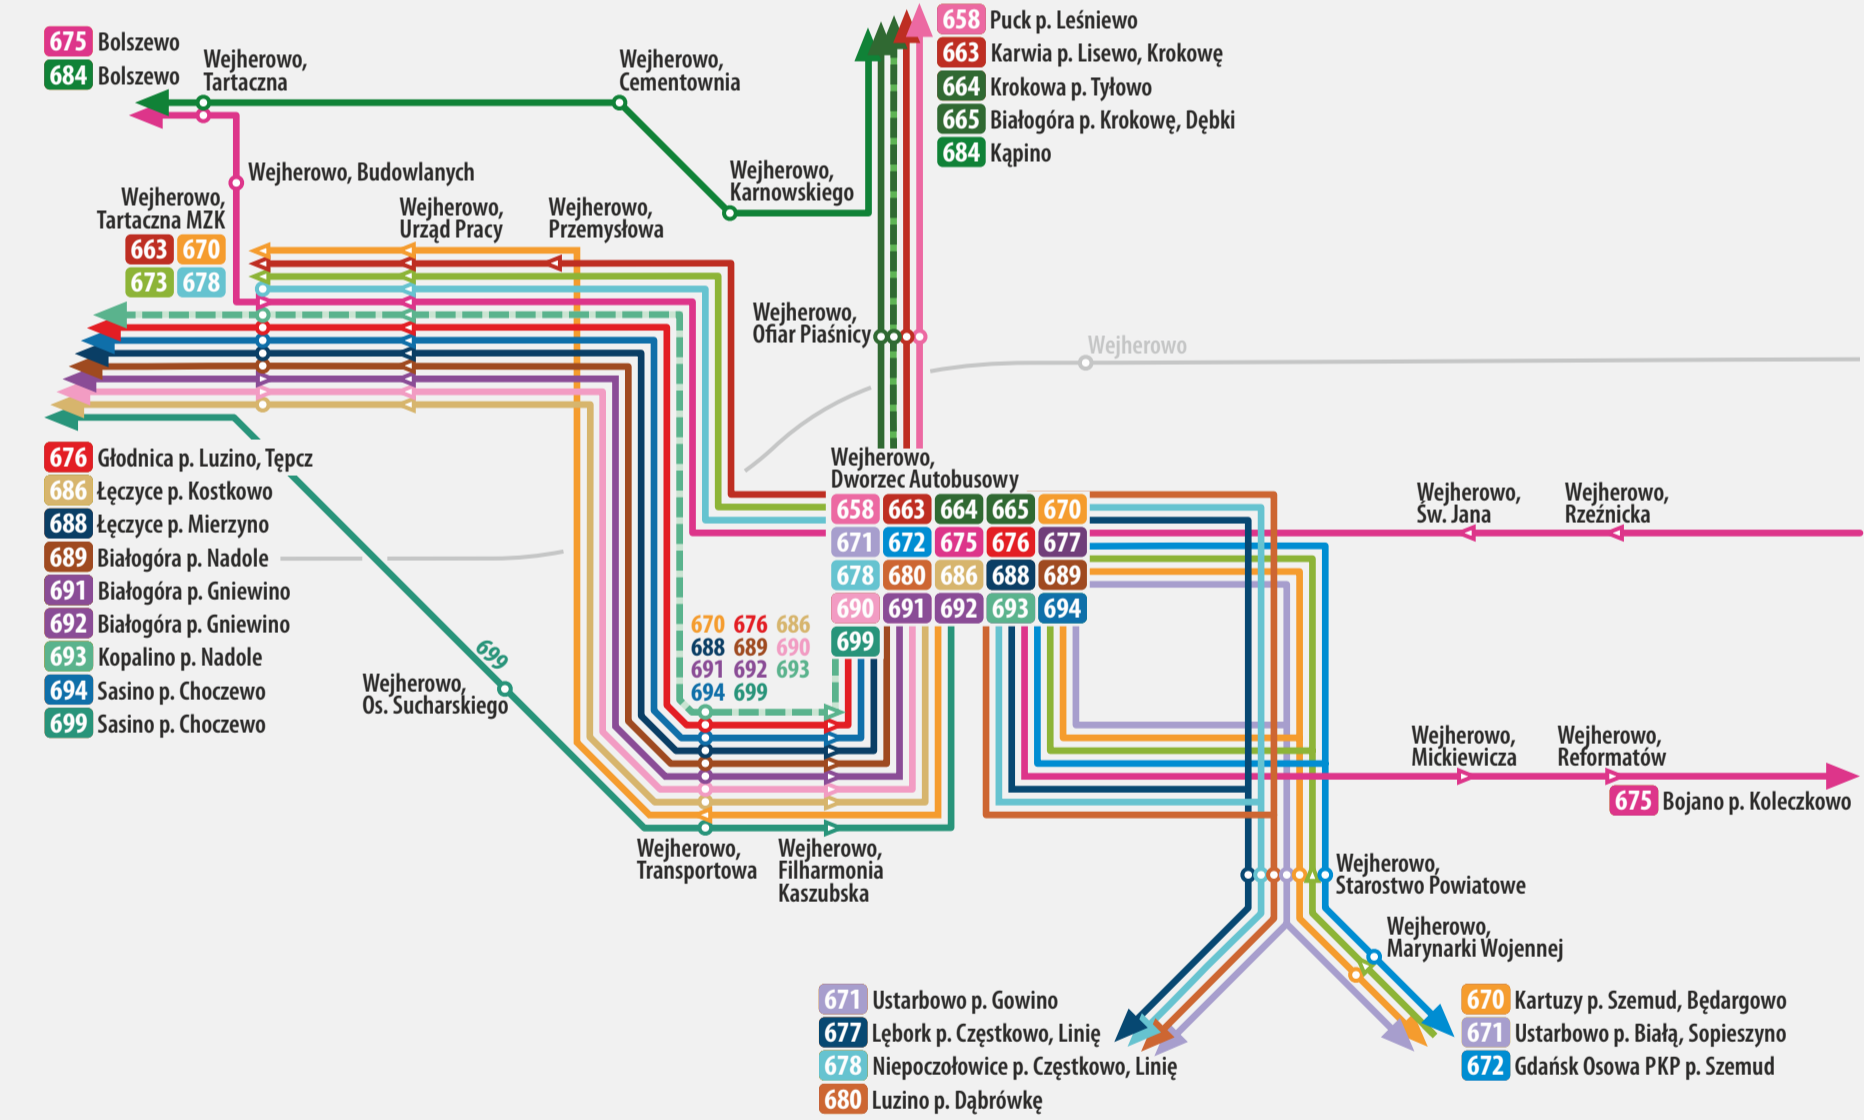 675 Bolszewo
684 Bolszewo
Wejherowo,
Tartaczna
Wejherowo,
Cementownia
658 Puck p. Leśniewo
663 Karwia p. Lisewo, Krokowę
664 Krokowa p. Tyłowo
665 Białogóra p. Krokowę, Dębki
684 Kąpino
Wejherowo, Budowlanych
Wejherowo,
Karnowskiego
Wejherowo,
Tartaczna MZK
663 670
673 678
Wejherowo,
Urząd Pracy
Wejherowo,
Przemysłowa
Wejherowo,
Ofiar Piaśnicy
Wejherowo
676 Głodnica p. Luzino, Tępcz
686 Łęczyce p. Kostkowo
688 Łęczyce p. Mierzyno
689 Białogóra p. Nadole
691 Białogóra p. Gniewino
692 Białogóra p. Gniewino
693 Kopalino p. Nadole
694 Sasino p. Choczewo
699 Sasino p. Choczewo
Wejherowo,
Dworzec Autobusowy
658 663 664 665 670
671 672 675 676 677
678 680 686 688 689
690 691 692 693 694
699
Wejherowo,
Św. Jana
Wejherowo,
Rzeźnicka
670 676 686
688 689 690
691 692 693
694 699
699
Wejherowo,
Os. Sucharskiego
Wejherowo,
Mickiewicza
Wejherowo,
Reformatów
675 Bojano p. Koleczkowo
Wejherowo,
Transportowa
Wejherowo,
Filharmonia
Kaszubska
Wejherowo,
Starostwo Powiatowe
Wejherowo,
Marynarki Wojennej
671 Ustarbowo p. Gowino
677 Lębork p. Częstkowo, Linię
678 Niepoczołowice p. Częstkowo, Linię
680 Luzino p. Dąbrówkę
670 Kartuzy p. Szemud, Będargowo
671 Ustarbowo p. Białą, Sopieszyno
672 Gdańsk Osowa PKP p. Szemud